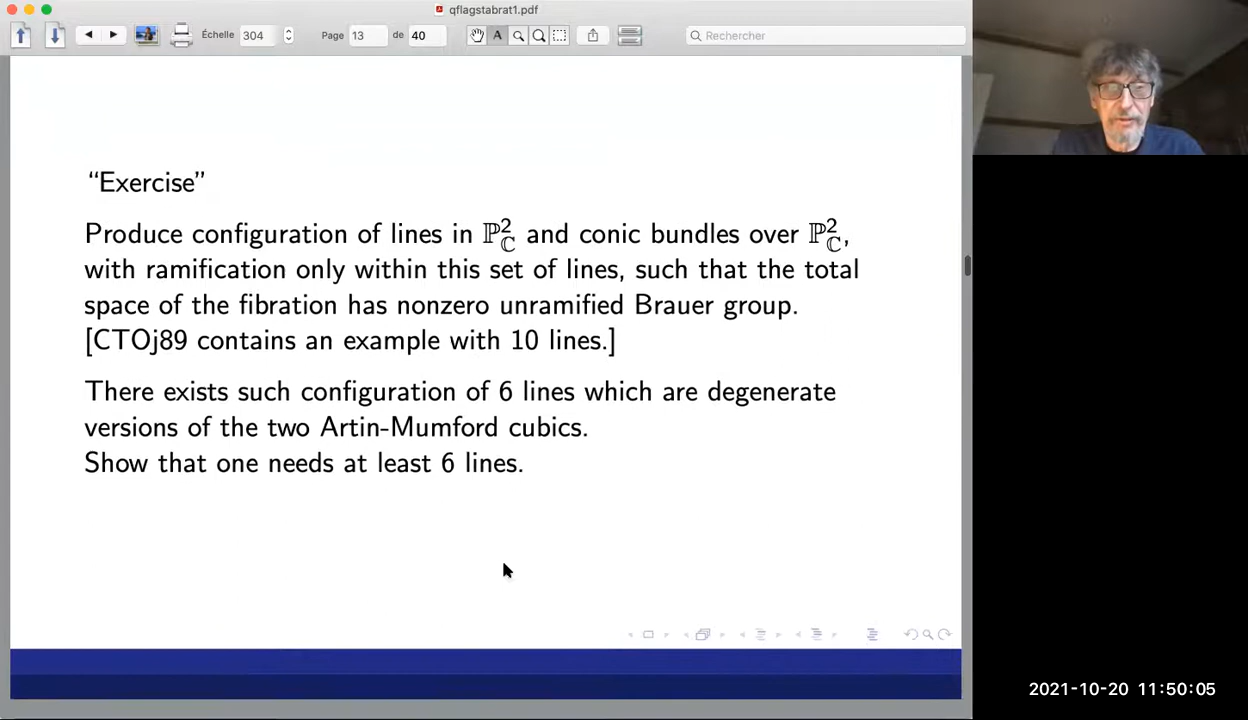 qflagstabrat1.pdf
Échelle 304 Page 13 de 40 A Rechercher
“Exercise”
Produce configuration of lines in ℙ²_ℂ and conic bundles over ℙ²_ℂ,
with ramification only within this set of lines, such that the total
space of the fibration has nonzero unramified Brauer group.
[CTOj89 contains an example with 10 lines.]
There exists such configuration of 6 lines which are degenerate
versions of the two Artin-Mumford cubics.
Show that one needs at least 6 lines.
2021-10-20 11:50:05